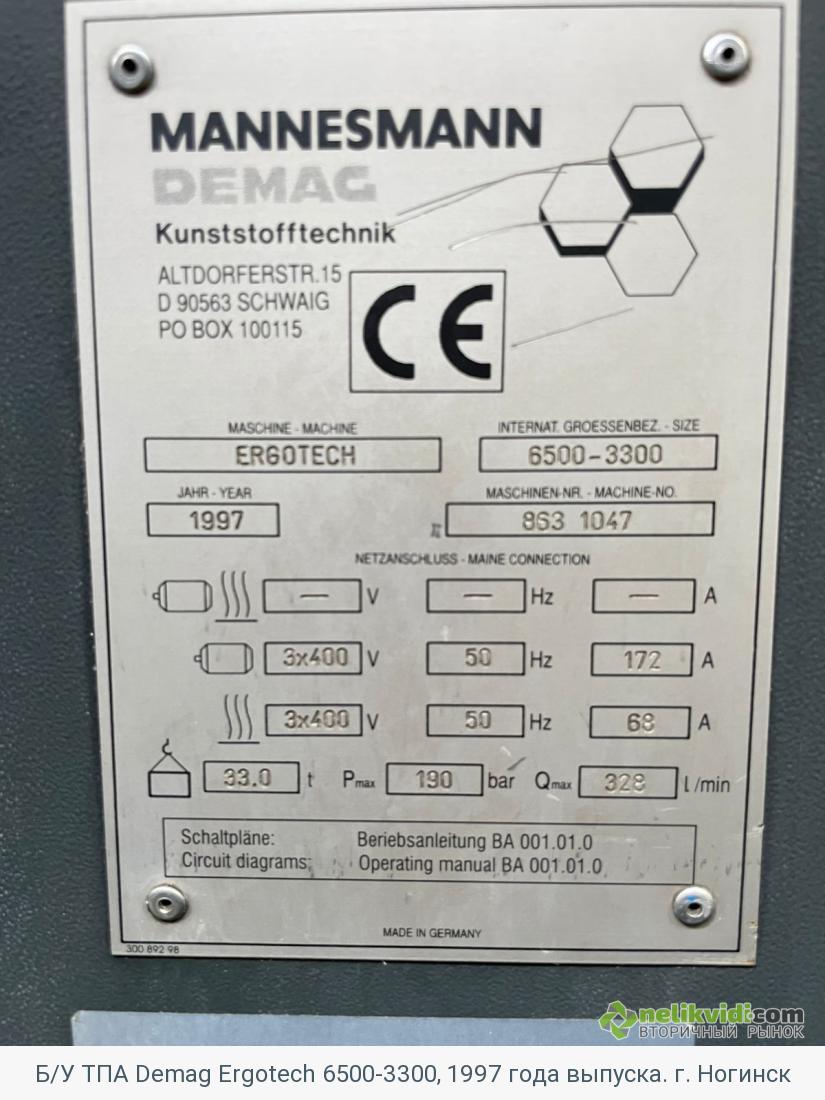 MANNESMANN
DEMAG
Kunststofftechnik
ALTDORFERSTR.15
D 90563 SCHWAIG
PO BOX 100115
CE
MASCHINE - MACHINE
INTERNAT. GROESSENBEZ. - SIZE
ERGOTECH
6500-3300
JAHR - YEAR
MASCHINEN-NR. - MACHINE-NO.
1997
863 1047
NETZANSCHLUSS - MAINE CONNECTION
— V — Hz — A
3x400 V 50 Hz 172 A
3x400 V 50 Hz 68 A
33.0 t Pmax 190 bar Qmax 328 l/min
Schaltpläne: Beriebsanleitung BA 001.01.0
Circuit diagrams: Operating manual BA 001.01.0
MADE IN GERMANY
300 892 98
nelikvidi.com
ВТОРИЧНЫЙ РЫНОК
Б/У ТПА Demag Ergotech 6500-3300, 1997 года выпуска. г. Ногинск